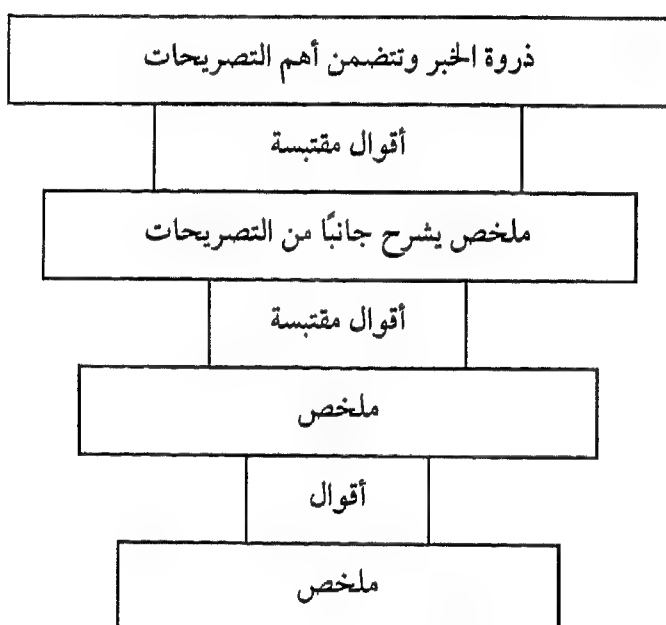 ذروة الخبر وتتضمن أهم التصريحات
أقوال مقتبسة
ملخص يشرح جانبًا من التصريحات
أقوال مقتبسة
ملخص
أقوال
ملخص